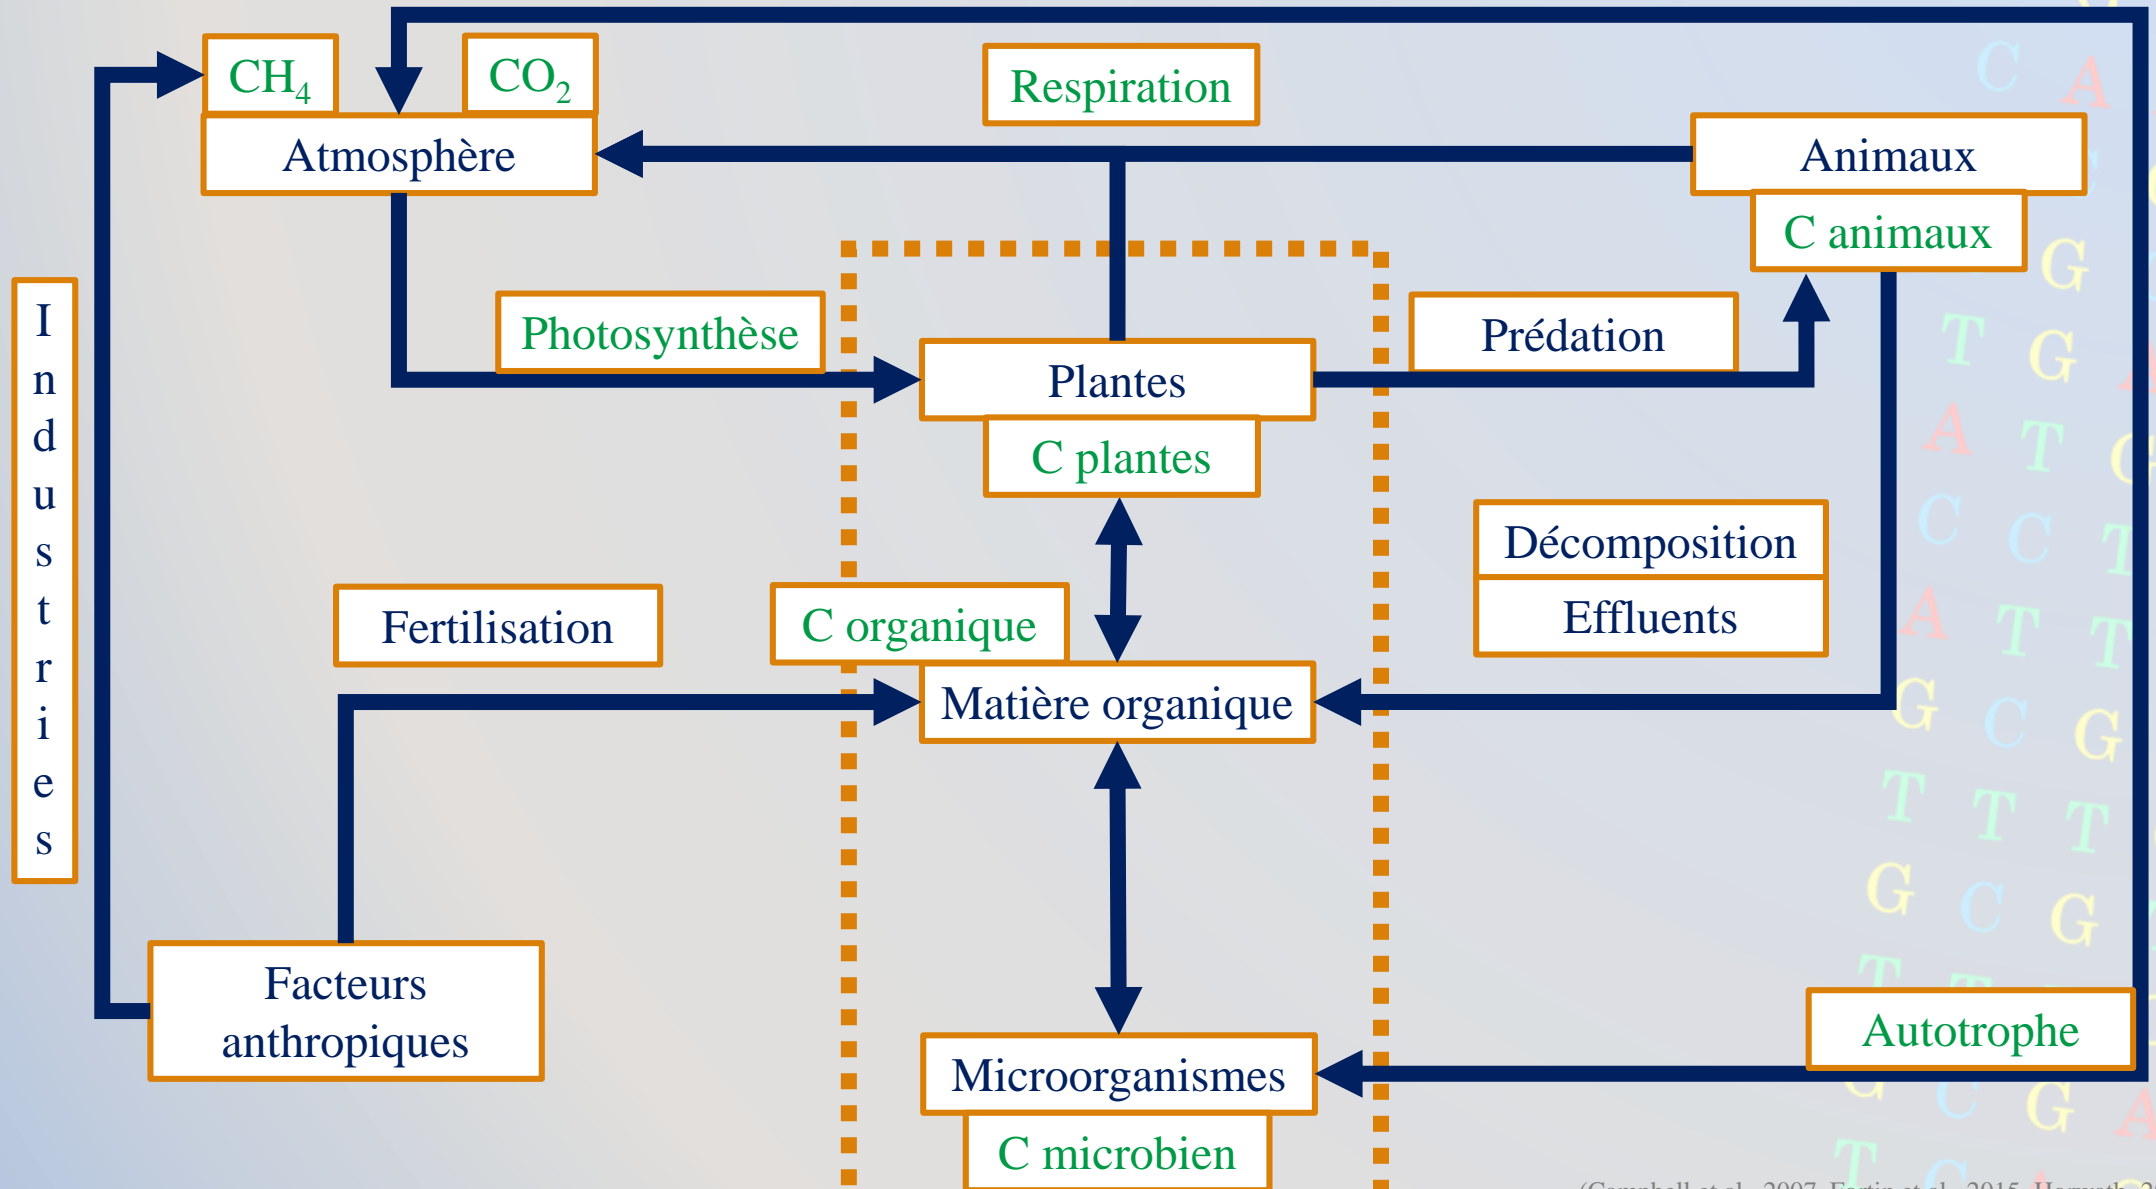 CH₄
CO₂
Respiration
Atmosphère
Animaux
C animaux
Photosynthèse
Prédation
Plantes
C plantes
Industries
Décomposition
Effluents
Fertilisation
C organique
Matière organique
Facteurs
anthropiques
Autotrophe
Microorganismes
C microbien